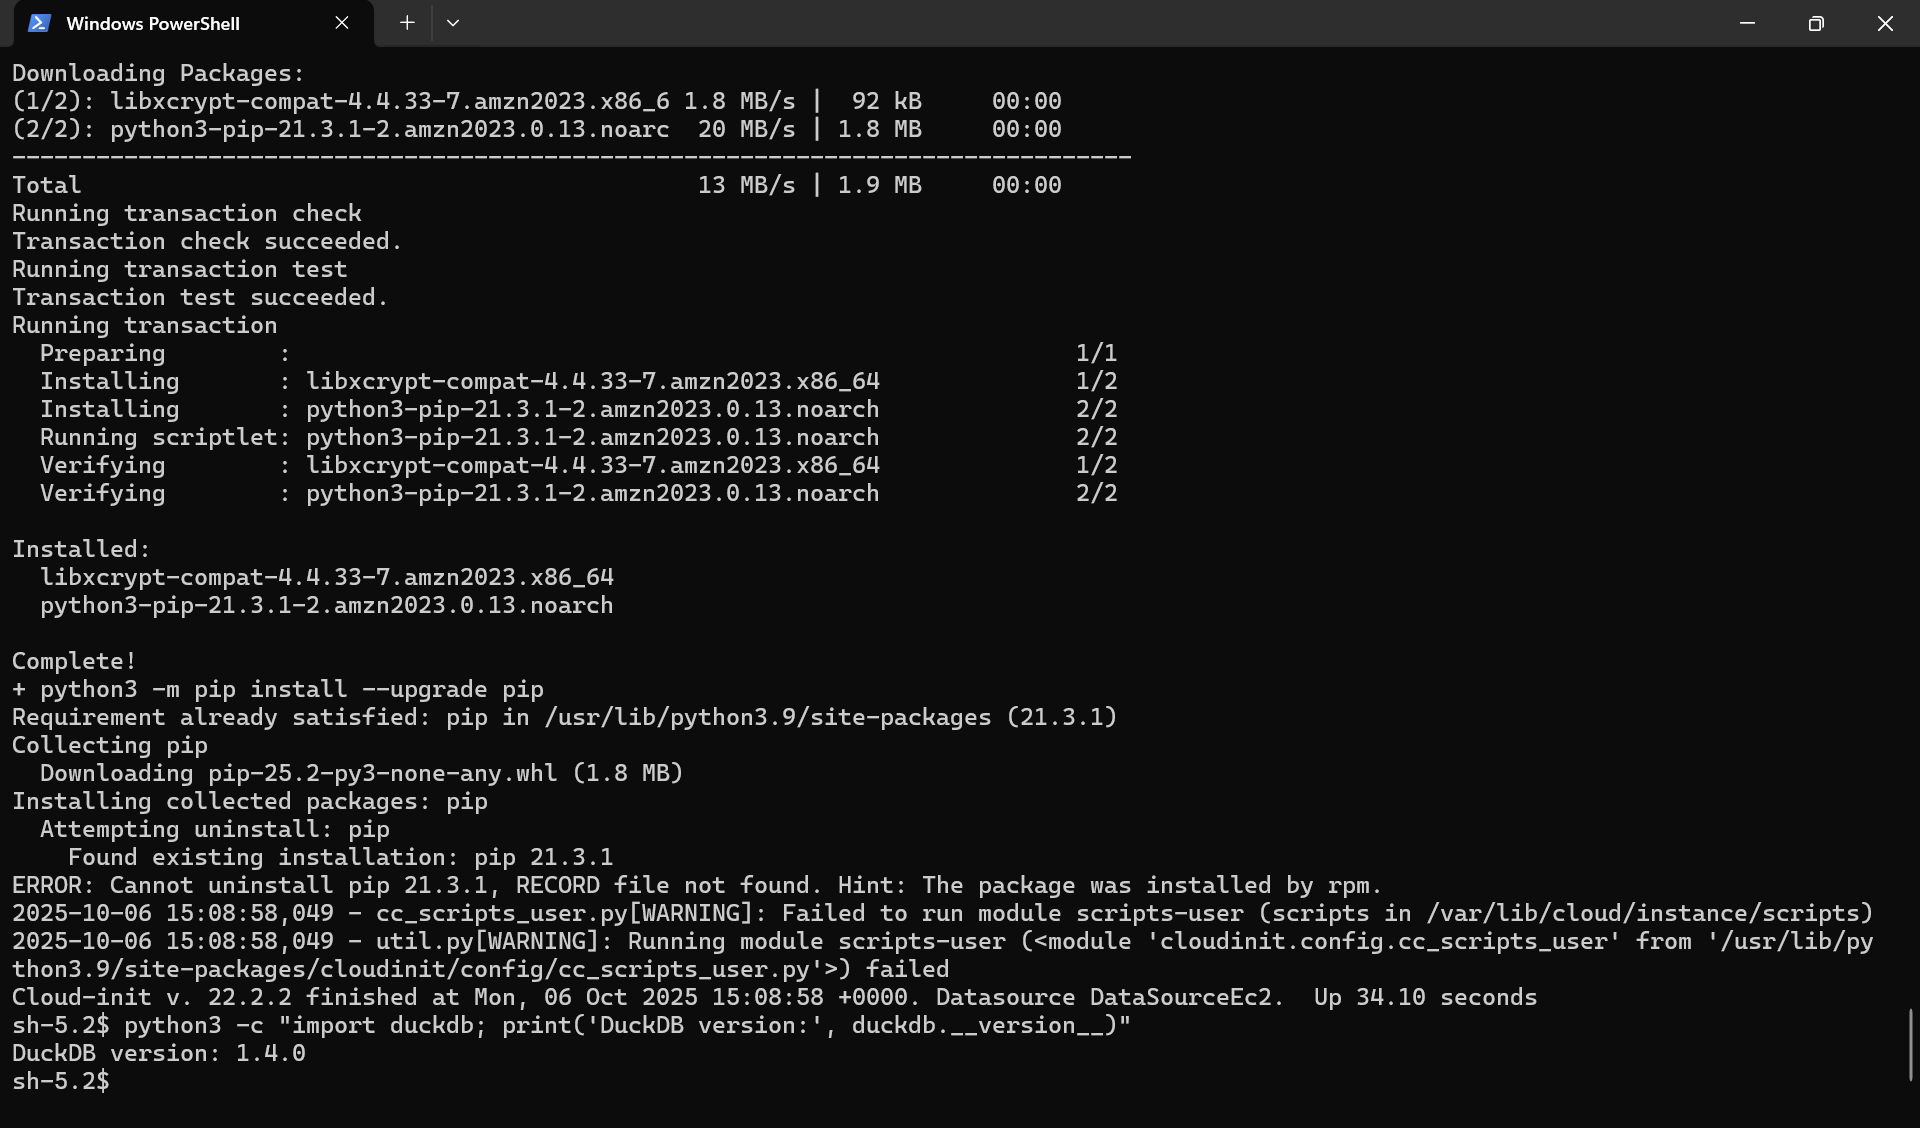 Windows PowerShell
Downloading Packages:
(1/2): libxcrypt-compat-4.4.33-7.amzn2023.x86_6 1.8 MB/s |  92 kB     00:00
(2/2): python3-pip-21.3.1-2.amzn2023.0.13.noarc  20 MB/s | 1.8 MB     00:00
--------------------------------------------------------------------------------
Total                                            13 MB/s | 1.9 MB     00:00
Running transaction check
Transaction check succeeded.
Running transaction test
Transaction test succeeded.
Running transaction
  Preparing        :                                                        1/1
  Installing       : libxcrypt-compat-4.4.33-7.amzn2023.x86_64              1/2
  Installing       : python3-pip-21.3.1-2.amzn2023.0.13.noarch              2/2
  Running scriptlet: python3-pip-21.3.1-2.amzn2023.0.13.noarch              2/2
  Verifying        : libxcrypt-compat-4.4.33-7.amzn2023.x86_64              1/2
  Verifying        : python3-pip-21.3.1-2.amzn2023.0.13.noarch              2/2
Installed:
  libxcrypt-compat-4.4.33-7.amzn2023.x86_64
  python3-pip-21.3.1-2.amzn2023.0.13.noarch
Complete!
+ python3 -m pip install --upgrade pip
Requirement already satisfied: pip in /usr/lib/python3.9/site-packages (21.3.1)
Collecting pip
  Downloading pip-25.2-py3-none-any.whl (1.8 MB)
Installing collected packages: pip
  Attempting uninstall: pip
    Found existing installation: pip 21.3.1
ERROR: Cannot uninstall pip 21.3.1, RECORD file not found. Hint: The package was installed by rpm.
2025-10-06 15:08:58,049 - cc_scripts_user.py[WARNING]: Failed to run module scripts-user (scripts in /var/lib/cloud/instance/scripts)
2025-10-06 15:08:58,049 - util.py[WARNING]: Running module scripts-user (<module 'cloudinit.config.cc_scripts_user' from '/usr/lib/py
thon3.9/site-packages/cloudinit/config/cc_scripts_user.py'>) failed
Cloud-init v. 22.2.2 finished at Mon, 06 Oct 2025 15:08:58 +0000. Datasource DataSourceEc2.  Up 34.10 seconds
sh-5.2$ python3 -c "import duckdb; print('DuckDB version:', duckdb.__version__)"
DuckDB version: 1.4.0
sh-5.2$